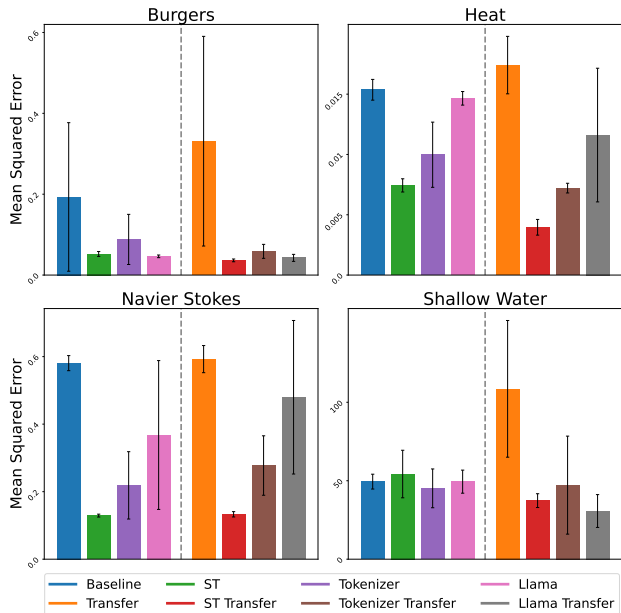 Burgers
Heat
Mean Squared Error
0.6
0.4
0.2
0.0
0.015
0.01
0.005
0.0
Navier Stokes
Shallow Water
Mean Squared Error
0.6
0.4
0.2
0.0
100
50
0
Baseline
ST
Tokenizer
Llama
Transfer
ST Transfer
Tokenizer Transfer
Llama Transfer